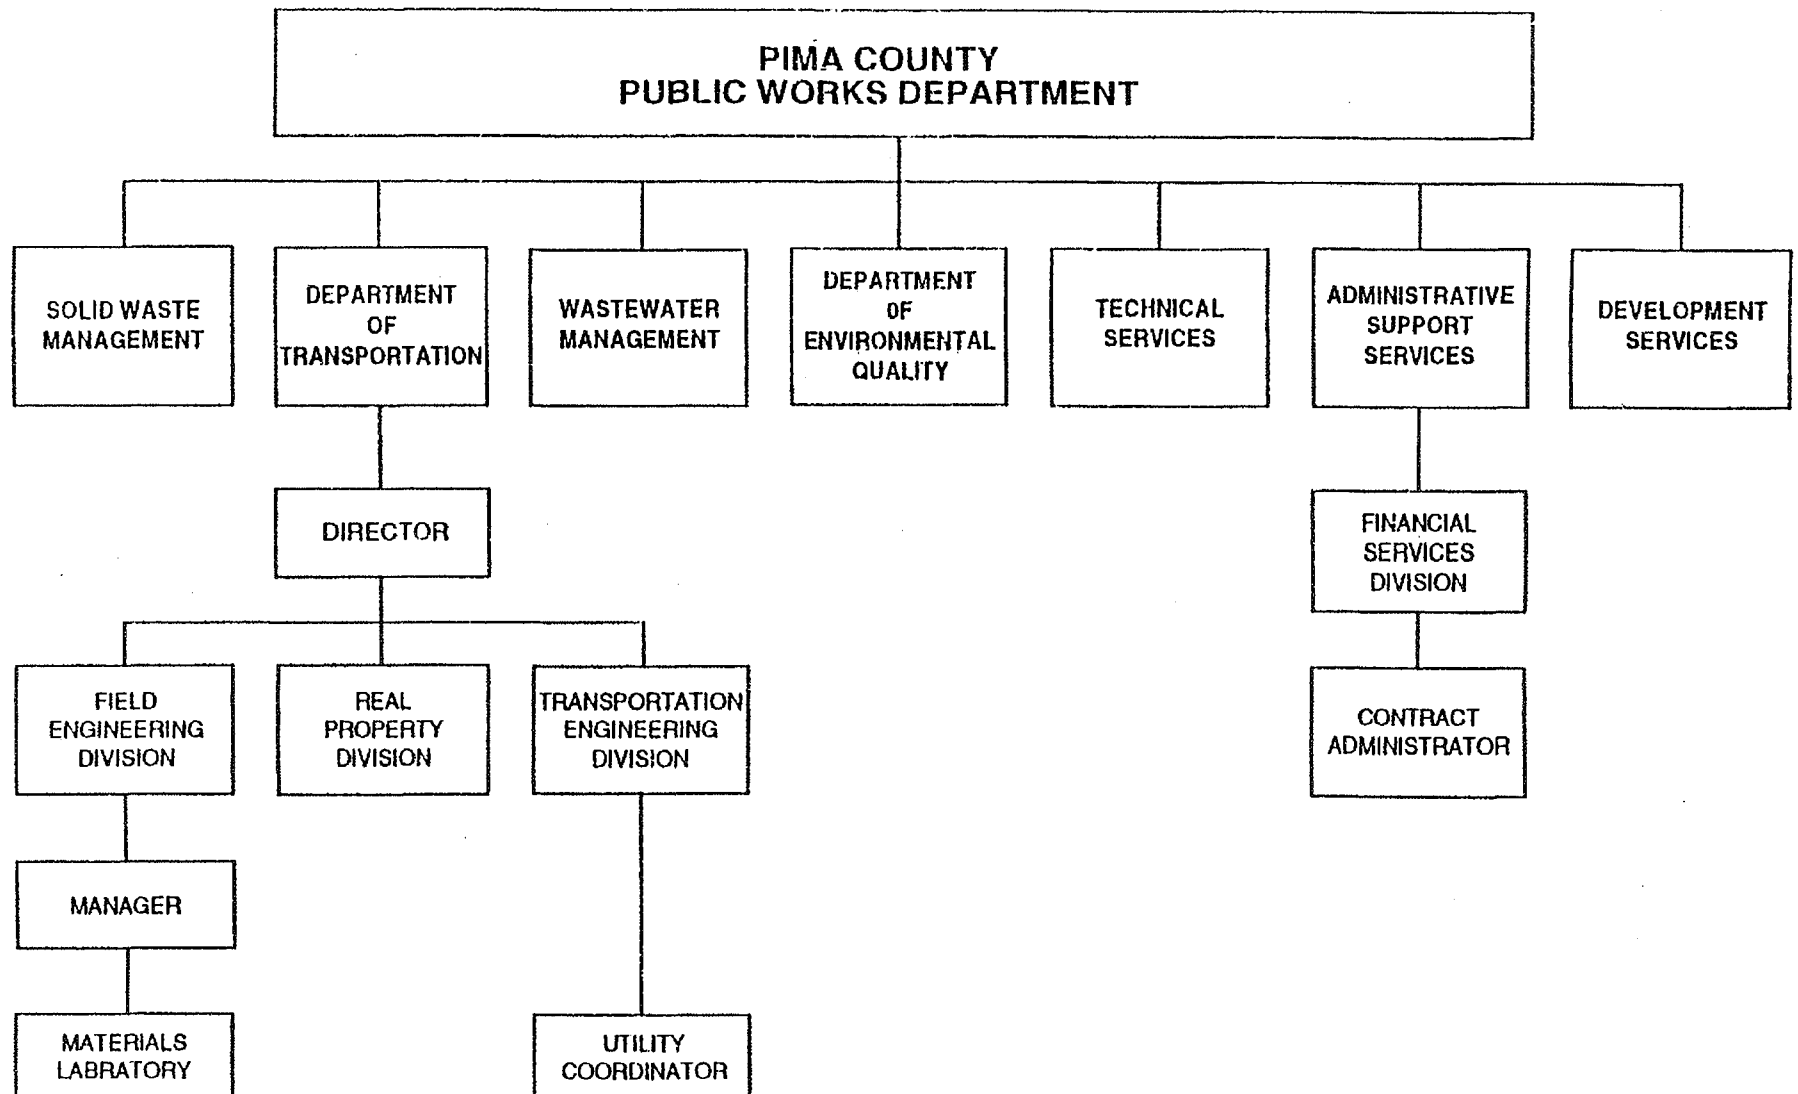 PIMA COUNTY
PUBLIC WORKS DEPARTMENT
SOLID WASTE
MANAGEMENT
DEPARTMENT
OF
TRANSPORTATION
WASTEWATER
MANAGEMENT
DEPARTMENT
OF
ENVIRONMENTAL
QUALITY
TECHNICAL
SERVICES
ADMINISTRATIVE
SUPPORT
SERVICES
DEVELOPMENT
SERVICES
DIRECTOR
FINANCIAL
SERVICES
DIVISION
FIELD
ENGINEERING
DIVISION
REAL
PROPERTY
DIVISION
TRANSPORTATION
ENGINEERING
DIVISION
CONTRACT
ADMINISTRATOR
MANAGER
MATERIALS
LABRATORY
UTILITY
COORDINATOR